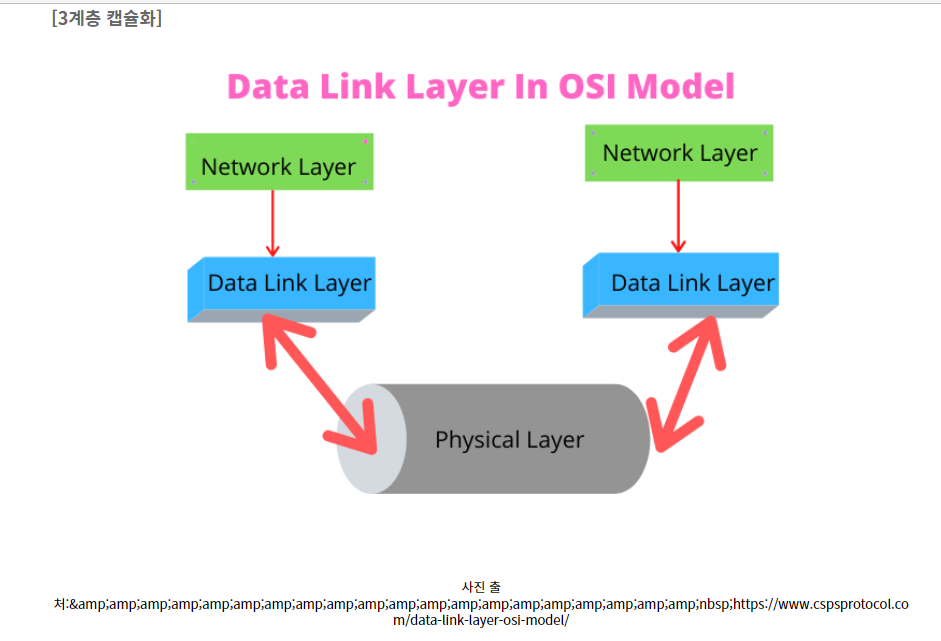 [3계층 캡슐화]
Data Link Layer In OSI Model
Network Layer
Network Layer
Data Link Layer
Data Link Layer
Physical Layer
사진 출
처:&amp;amp;amp;amp;amp;amp;amp;amp;amp;amp;amp;amp;amp;amp;amp;amp;amp;amp;amp;amp;nbsp;https://www.cspsprotocol.co
m/data-link-layer-osi-model/